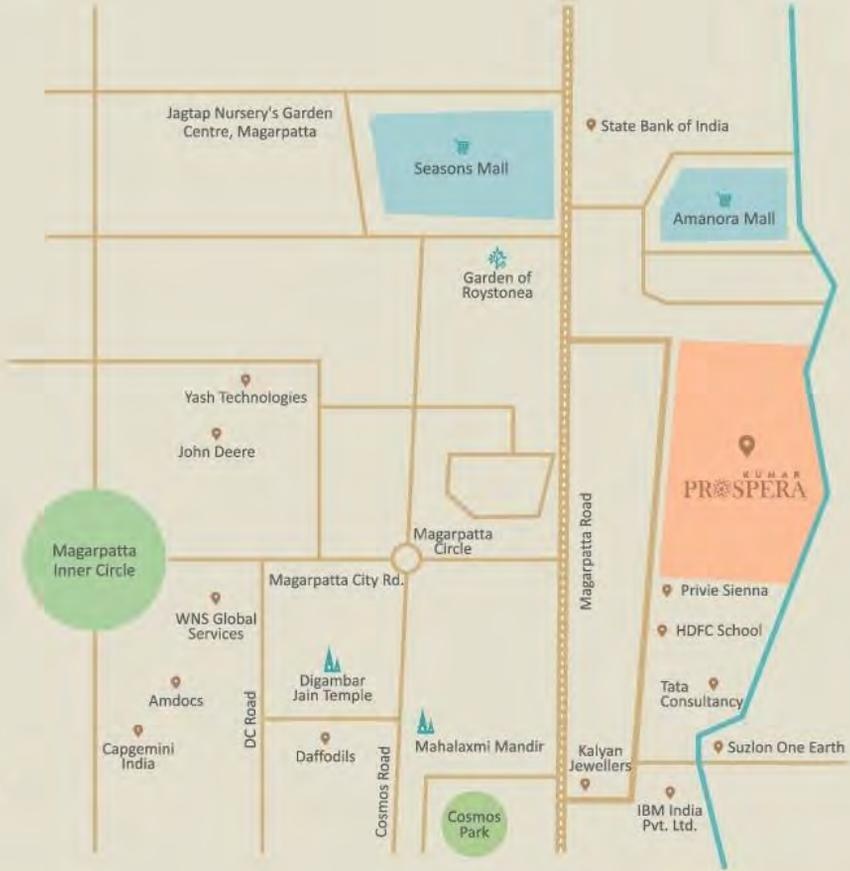 Jagtap Nursery's Garden
Centre, Magarpatta
Seasons Mall
State Bank of India
Amanora Mall
Garden of
Roystonea
Yash Technologies
John Deere
KUMAR
PROSPERA
Magarpatta
Circle
Magarpatta
Inner Circle
Magarpatta City Rd.
Magarpatta Road
Privie Sienna
WNS Global
Services
HDFC School
Digambar
Jain Temple
Tata
Consultancy
Amdocs
DC Road
Capgemini
India
Daffodils
Cosmos Road
Mahalaxmi Mandir
Kalyan
Jewellers
Suzlon One Earth
Cosmos
Park
IBM India
Pvt. Ltd.